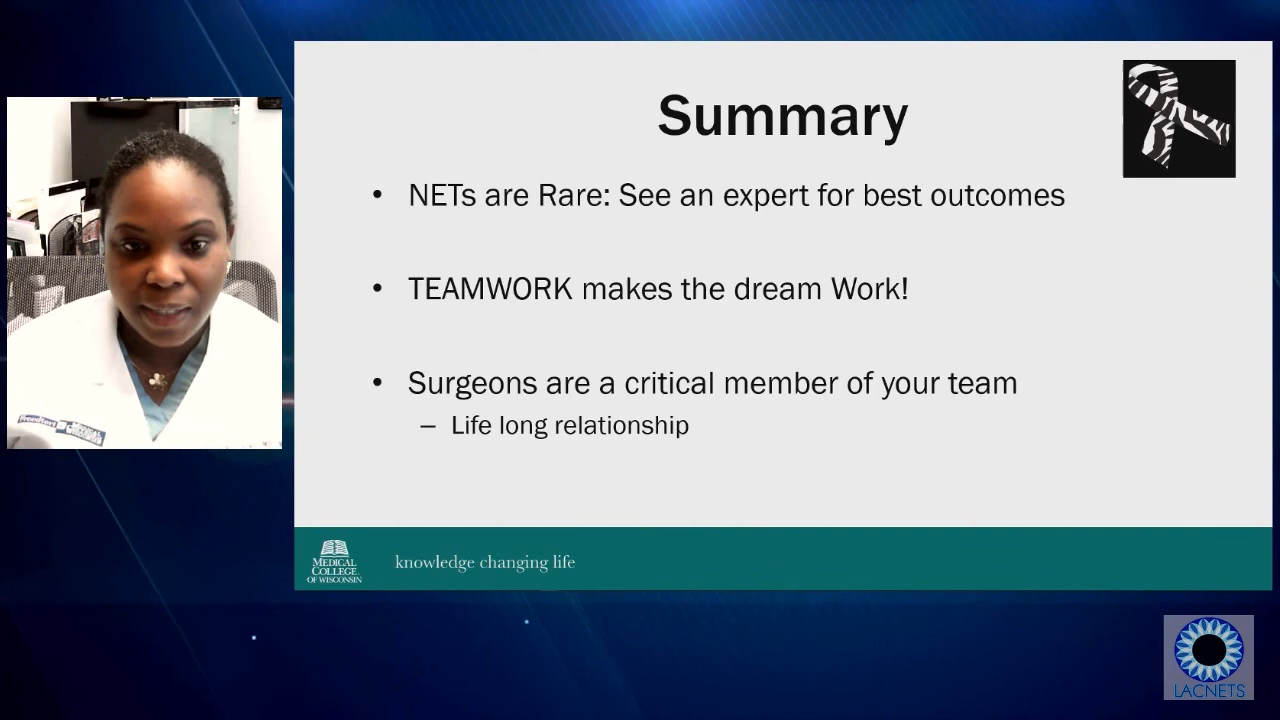 Summary
• NETs are Rare: See an expert for best outcomes
• TEAMWORK makes the dream Work!
• Surgeons are a critical member of your team
– Life long relationship
MEDICAL
COLLEGE
OF WISCONSIN
knowledge changing life
LACNETS